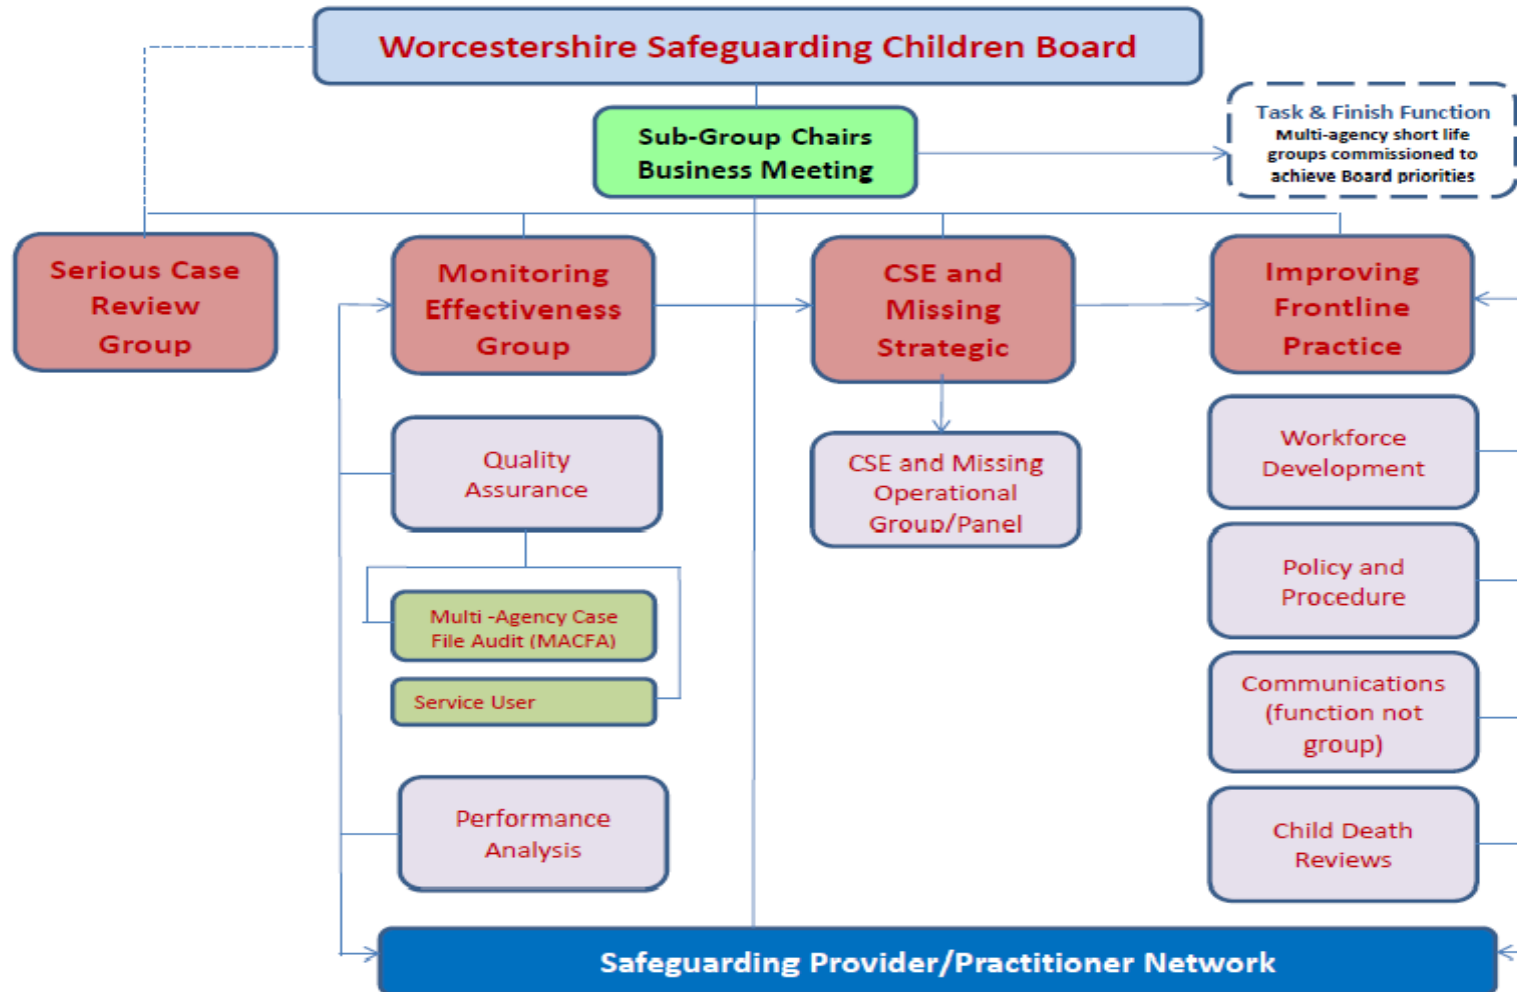 Worcestershire Safeguarding Children Board
Sub-Group Chairs
Business Meeting
Task & Finish Function
Multi-agency short life
groups commissioned to
achieve Board priorities
Serious Case
Review
Group
Monitoring
Effectiveness
Group
CSE and
Missing
Strategic
Improving
Frontline
Practice
Quality
Assurance
CSE and Missing
Operational
Group/Panel
Workforce
Development
Multi -Agency Case
File Audit (MACFA)
Service User
Policy and
Procedure
Communications
(function not
group)
Performance
Analysis
Child Death
Reviews
Safeguarding Provider/Practitioner Network